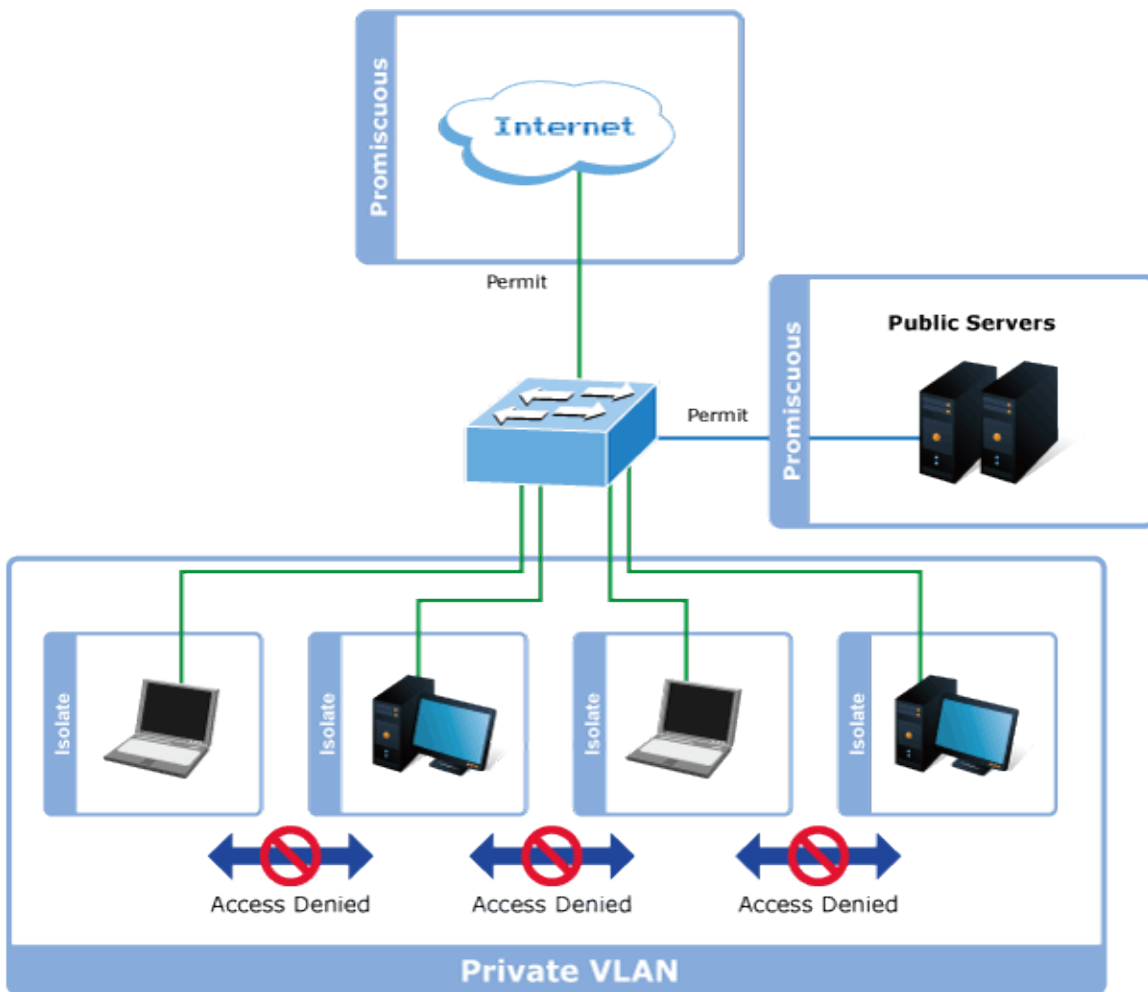 Promiscuous
Internet
Permit
Promiscuous
Public Servers
Permit
Isolate
Isolate
Isolate
Isolate
Access Denied
Access Denied
Access Denied
Private VLAN